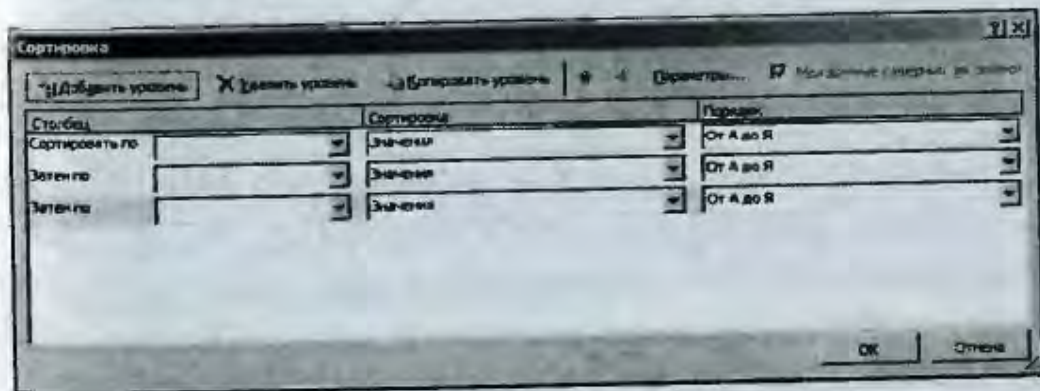 Сортировка
Добавить уровень Удалить уровень Копировать уровень Параметры... Мои данные содержат
Столбец Сортировка Порядок
Сортировать по Значения От А до Я
Затем по Значения От А до Я
Затем по Значения От А до Я
ОК Отмена